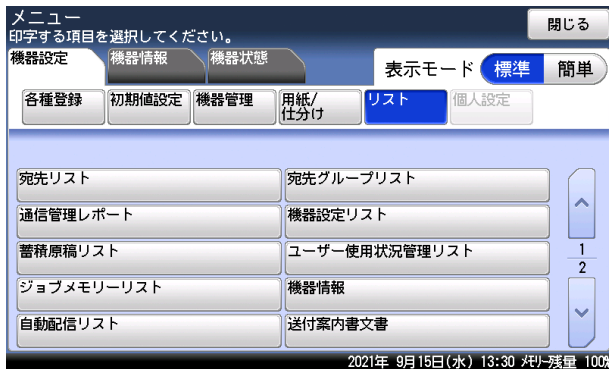 メニュー
閉じる
印字する項目を選択してください。
機器設定
機器情報
機器状態
表示モード
標準
簡単
各種登録
初期値設定
機器管理
用紙/
仕分け
リスト
個人設定
宛先リスト
宛先グループリスト
通信管理レポート
機器設定リスト
蓄積原稿リスト
ユーザー使用状況管理リスト
1
2
ジョブメモリーリスト
機器情報
自動配信リスト
送付案内書文書
2021年 9月15日(水) 13:30 メモリー残量 100%